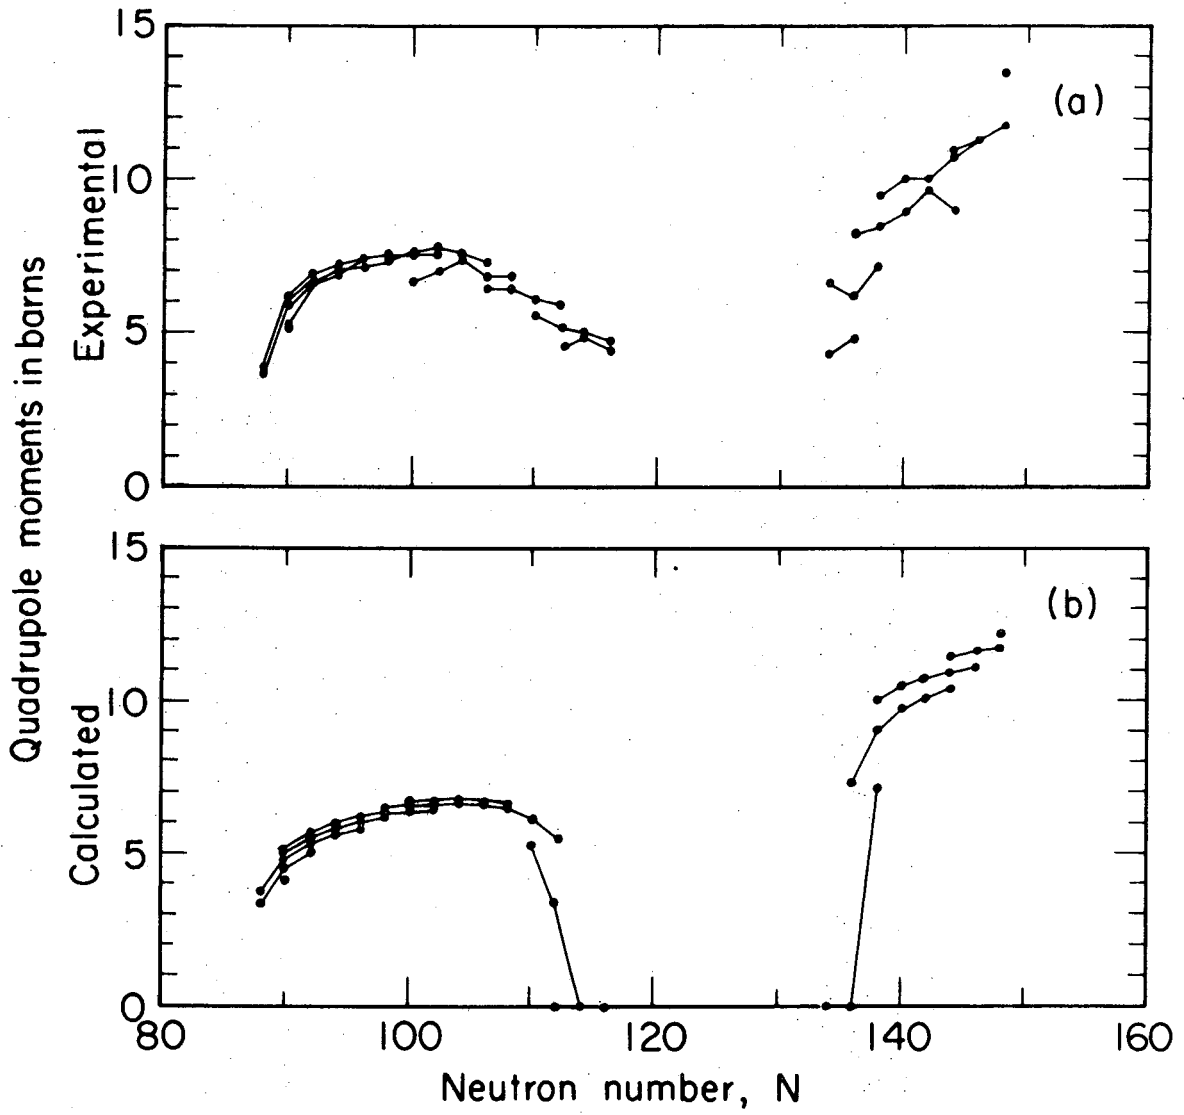 Quadrupole moments in barns
Experimental
15
10
5
0
(a)
Calculated
15
10
5
0
(b)
80 100 120 140 160
Neutron number, N